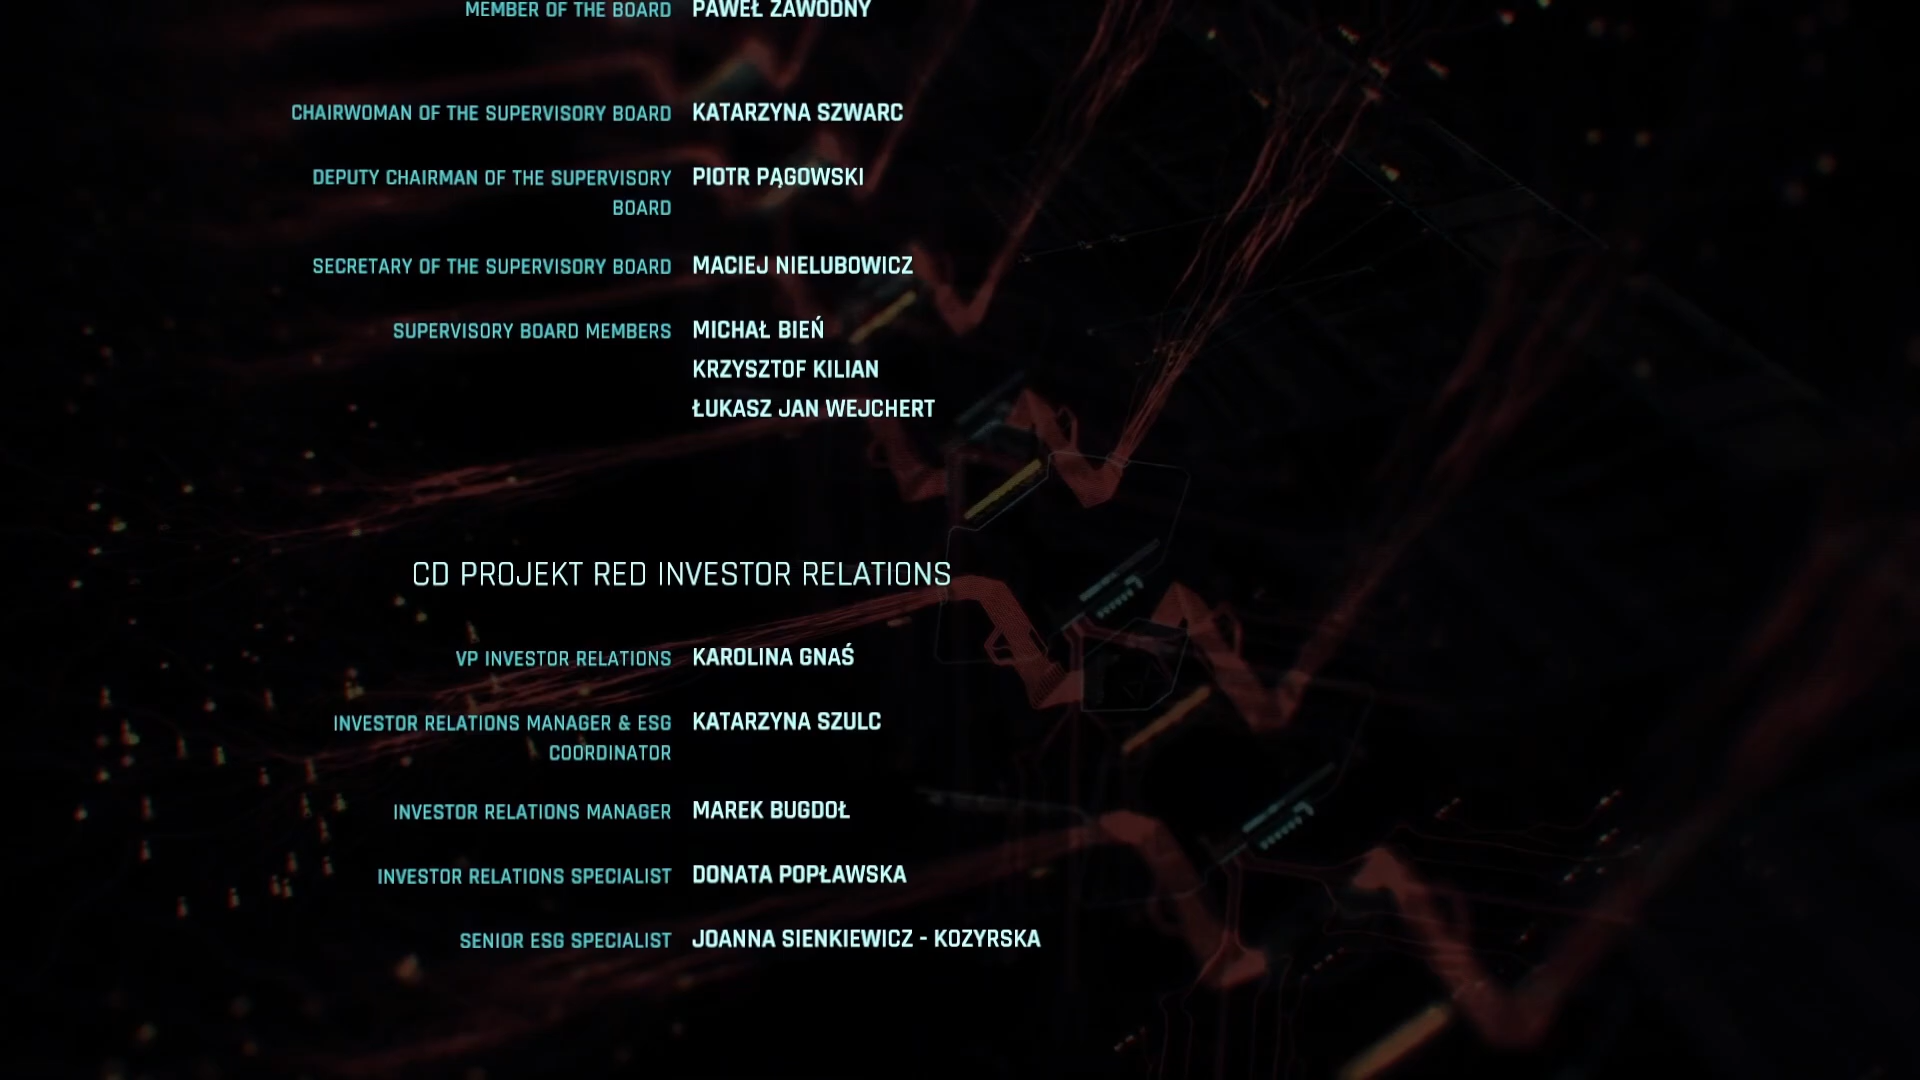 MEMBER OF THE BOARD PAWEŁ ZAWODNY
CHAIRWOMAN OF THE SUPERVISORY BOARD KATARZYNA SZWARC
DEPUTY CHAIRMAN OF THE SUPERVISORY PIOTR PĄGOWSKI
BOARD
SECRETARY OF THE SUPERVISORY BOARD MACIEJ NIELUBOWICZ
SUPERVISORY BOARD MEMBERS MICHAŁ BIEŃ
KRZYSZTOF KILIAN
ŁUKASZ JAN WEJCHERT
CD PROJEKT RED INVESTOR RELATIONS
VP INVESTOR RELATIONS KAROLINA GNAŚ
INVESTOR RELATIONS MANAGER & ESG KATARZYNA SZULC
COORDINATOR
INVESTOR RELATIONS MANAGER MAREK BUGDOŁ
INVESTOR RELATIONS SPECIALIST DONATA POPŁAWSKA
SENIOR ESG SPECIALIST JOANNA SIENKIEWICZ - KOZYRSKA